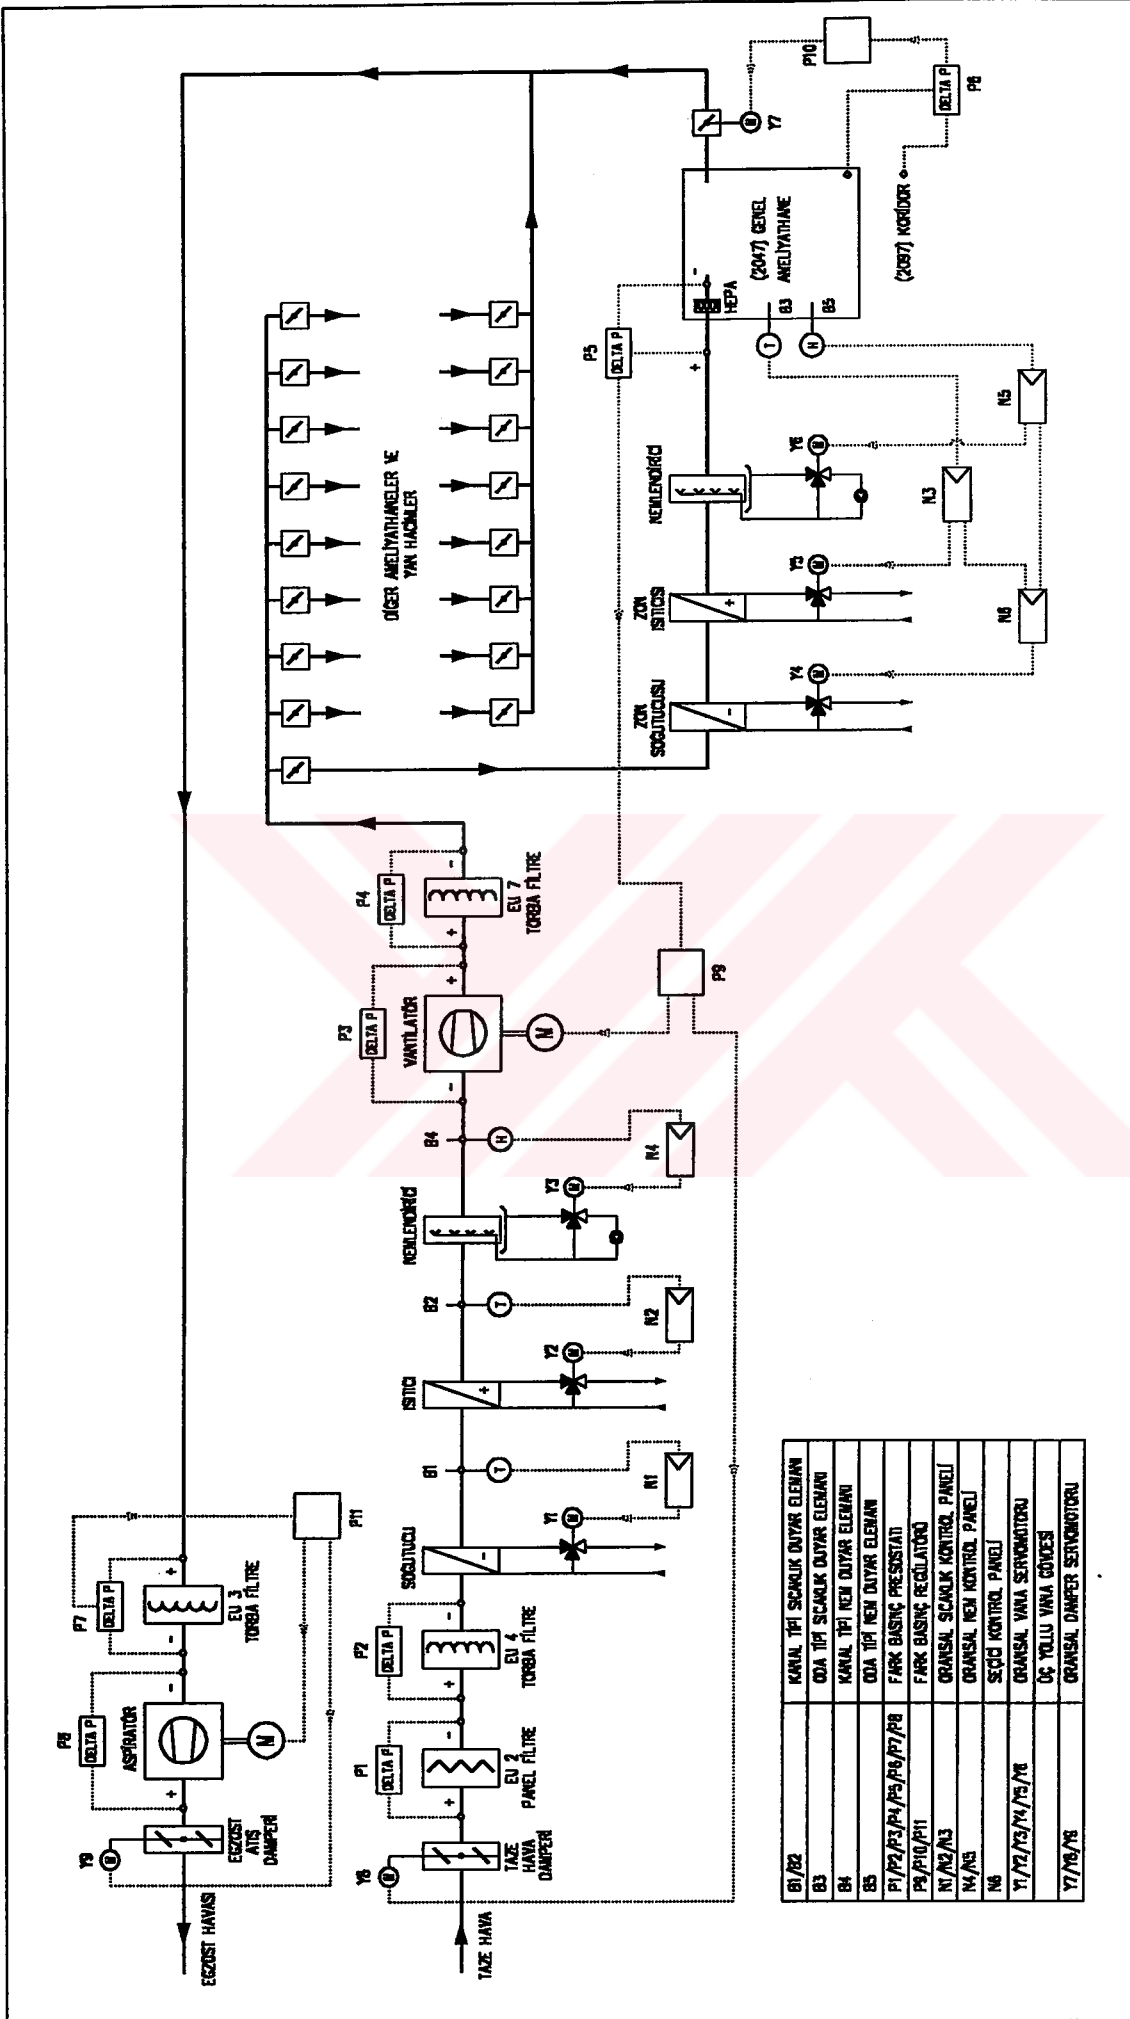 EGZOST HAVASI
Y9
M
EGZOST
ATIŞ
DAMPERİ
P8
DELTA P
+
-
ASPİRATÖR
M
P7
DELTA P
-
+
EU 3
TORBA FİLTRE
P11
TAZE HAVA
Y8
M
TAZE
HAVA
DAMPERİ
P1
DELTA P
+
-
EU 2
PANEL FİLTRE
P2
DELTA P
+
-
EU 4
TORBA FİLTRE
SOĞUTUCU
-
Y1
M
N1
B1
T
ISITICI
+
Y2
M
N2
B2
T
NEMLENDİRİCİ
Y3
M
N4
B4
H
P3
DELTA P
-
+
VANTİLATÖR
M
P4
DELTA P
+
-
EU 7
TORBA FİLTRE
P9
DİĞER AMELİYATHANELER VE
YAN HACİMLER
ZON
SOĞUTUCUSU
-
Y4
M
ZON
ISITICISI
+
Y5
M
N6
NEMLENDİRİCİ
Y6
M
N3
N5
P5
DELTA P
+
-
HEPA
T
B3
H
B5
(2047) GENEL
AMELİYATHANE
(2097) KORİDOR
Y7
M
P10
DELTA P
P6
B1/B2 KANAL TİPİ SICAKLIK DUYAR ELEMANI
B3 ODA TİPİ SICAKLIK DUYAR ELEMANI
B4 KANAL TİPİ NEM DUYAR ELEMANI
B5 ODA TİPİ NEM DUYAR ELEMANI
P1/P2/P3/P4/P5/P6/P7/P8 FARK BASINÇ PRESOSTATI
P9/P10/P11 FARK BASINÇ REGÜLATÖRÜ
N1/N2/N3 ORANSAL SICAKLIK KONTROL PANELİ
N4/N5 ORANSAL NEM KONTROL PANELİ
N6 SEÇİCİ KONTROL PANELİ
Y1/Y2/Y3/Y4/Y5/Y6 ORANSAL VANA SERVOMOTORU
ÜÇ YOLLU VANA GÖVDESİ
Y7/Y8/Y9 ORANSAL DAMPER SERVOMOTORU